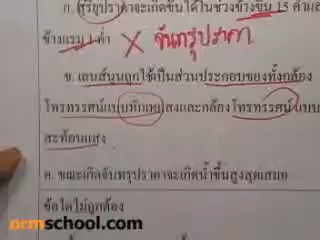 ก. สุริยุปราคาจะเกิดขึ้นได้ในช่วงข้างขึ้น 15 ค่ำและ
ข้างแรม 1 ค่ำ X จันทรุปราคา
ข. เลนส์นูนถูกใช้เป็นส่วนประกอบของทั้งกล้อง
โทรทรรศน์แบบหักเหแสงและกล้องโทรทรรศน์แบบ
สะท้อนแสง
ค. ขณะเกิดจันทรุปราคาจะเกิดน้ำขึ้นสูงสุดเสมอ
ข้อใดไม่ถูกต้อง
ormschool.com